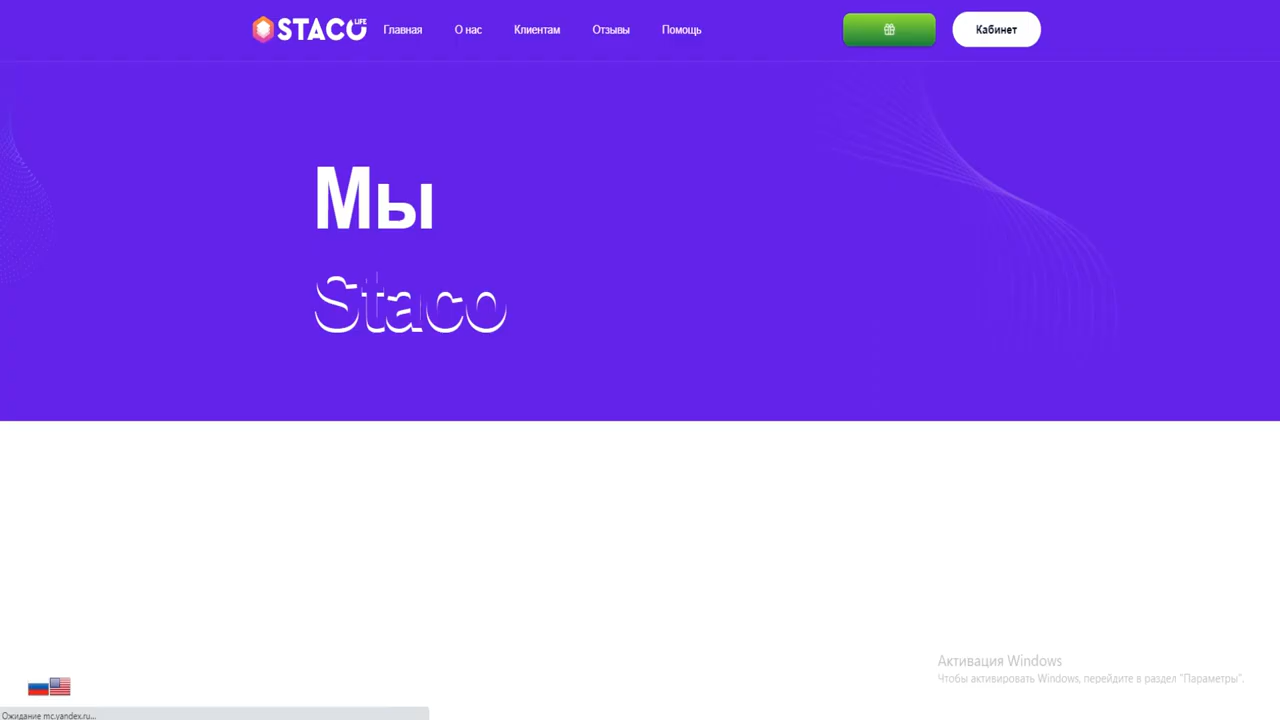 STACO LIFE
Главная
О нас
Клиентам
Отзывы
Помощь
Кабинет
Мы
Staco
Активация Windows
Чтобы активировать Windows, перейдите в раздел "Параметры".
Ожидание mc.yandex.ru...